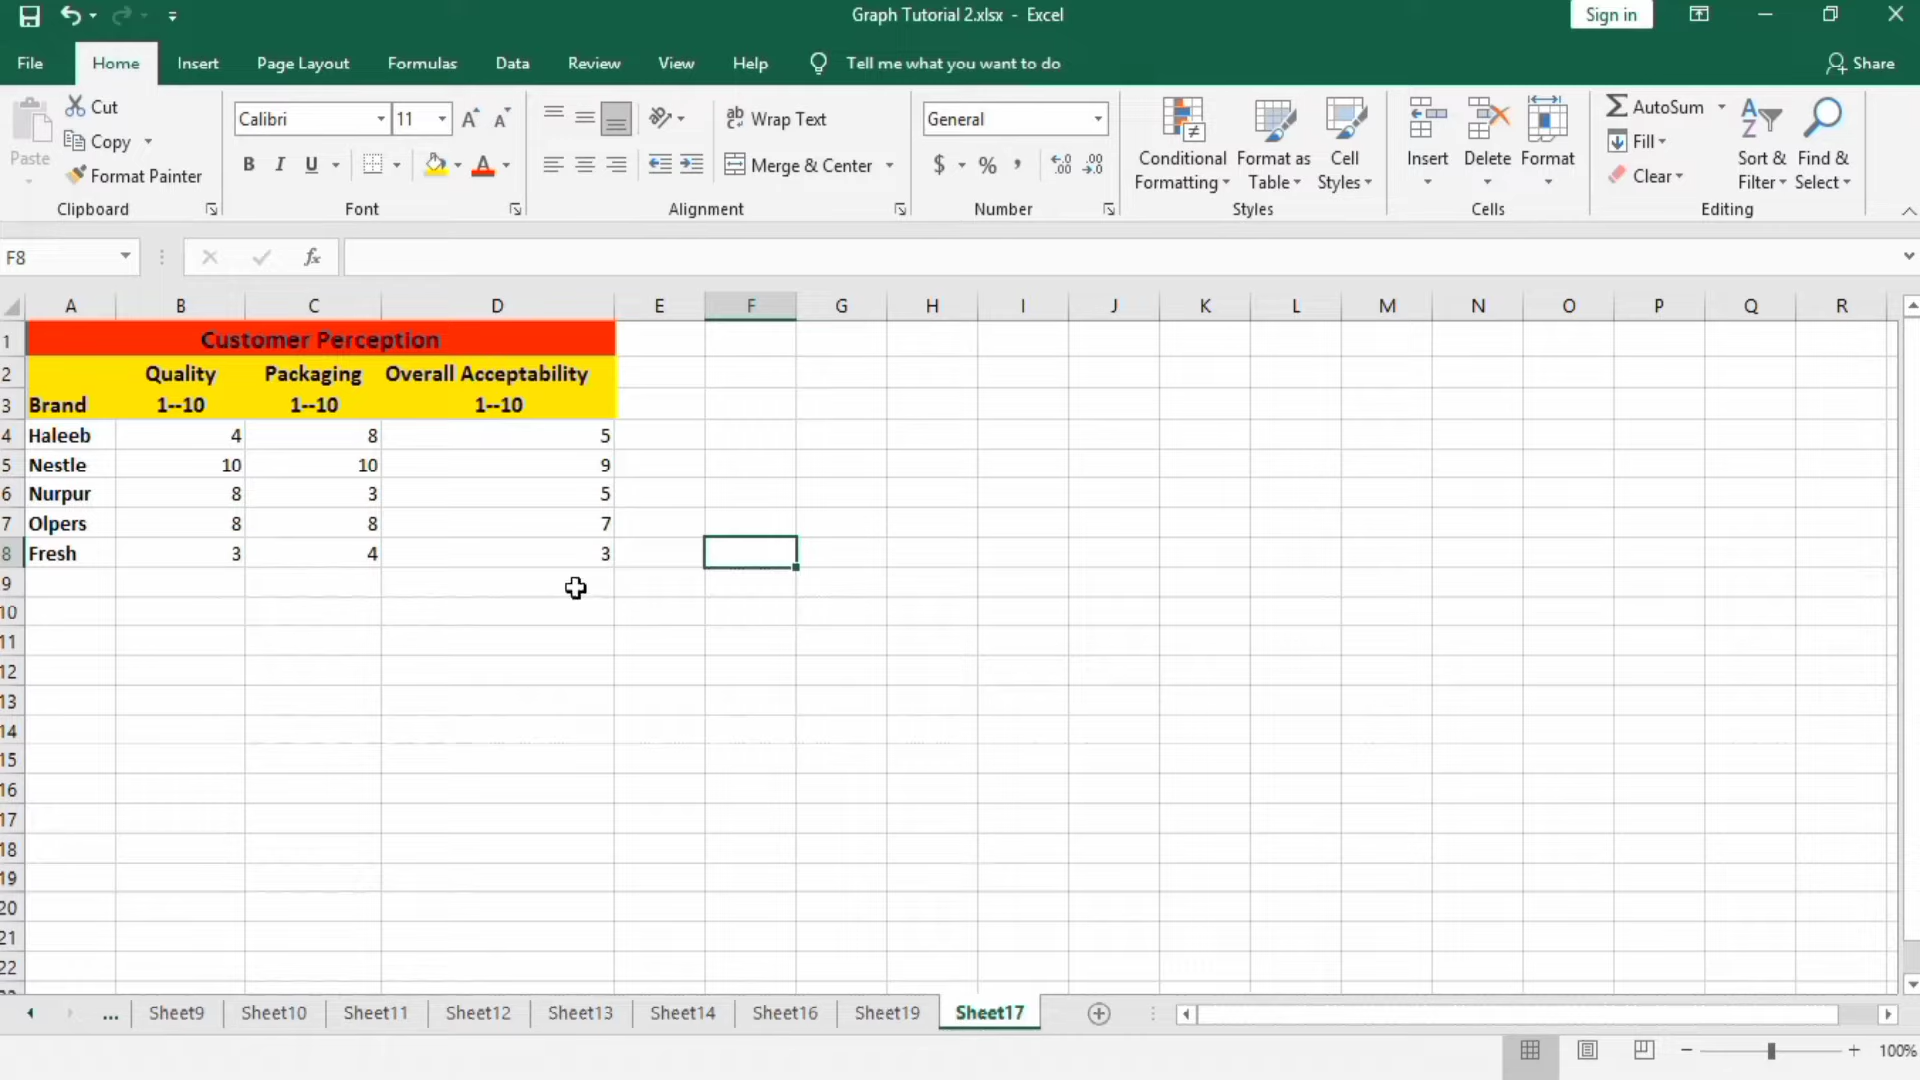 Graph Tutorial 2.xlsx - Excel
Sign in
File Home Insert Page Layout Formulas Data Review View Help Tell me what you want to do Share
Paste
Cut
Copy
Format Painter
Clipboard
Calibri 11
B I U A
Font
ab Wrap Text
Merge & Center
Alignment
General
$ % , .00 .0
Number
Conditional Formatting
Format as Table
Cell Styles
Styles
Insert Delete Format
Cells
AutoSum
Fill
Clear
Sort & Filter
Find & Select
Editing
F8 fx
A B C D E F G H I J K L M N O P Q R
1 Customer Perception
2 Quality Packaging Overall Acceptability
3 Brand 1--10 1--10 1--10
4 Haleeb 4 8 5
5 Nestle 10 10 9
6 Nurpur 8 3 5
7 Olpers 8 8 7
8 Fresh 3 4 3
9
10
11
12
13
14
15
16
17
18
19
20
21
22
... Sheet9 Sheet10 Sheet11 Sheet12 Sheet13 Sheet14 Sheet16 Sheet19 Sheet17
100%